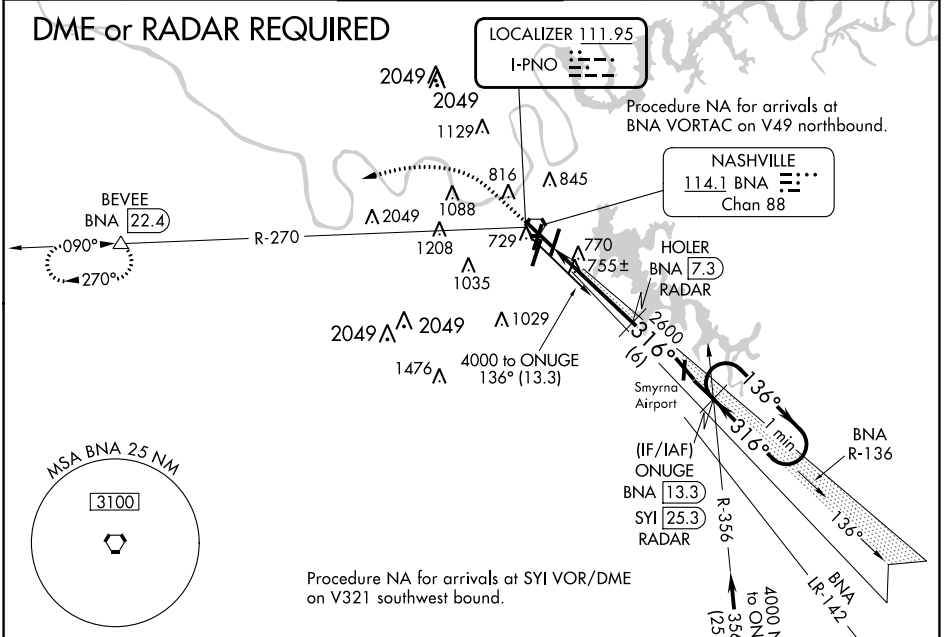 DME or RADAR REQUIRED
LOCALIZER 111.95
I-PNO
2049
2049
1129
Procedure NA for arrivals at
BNA VORTAC on V49 northbound.
NASHVILLE
114.1 BNA
Chan 88
816
845
1088
2049
BEVEE
BNA 22.4
090°
270°
R-270
1208
729
770
755±
1035
HOLER
BNA 7.3
RADAR
2049
2049
1029
1476
4000 to ONUGE
136° (13.3)
2600
316°
(6)
Smyrna
Airport
136°
1 min
316°
BNA
R-136
(IF/IAF)
ONUGE
BNA 13.3
SYI 25.3
RADAR
R-356
136°
BNA
LR-142
MSA BNA 25 NM
3100
Procedure NA for arrivals at SYI VOR/DME
on V321 southwest bound.
4000 N
to ON
356
(25